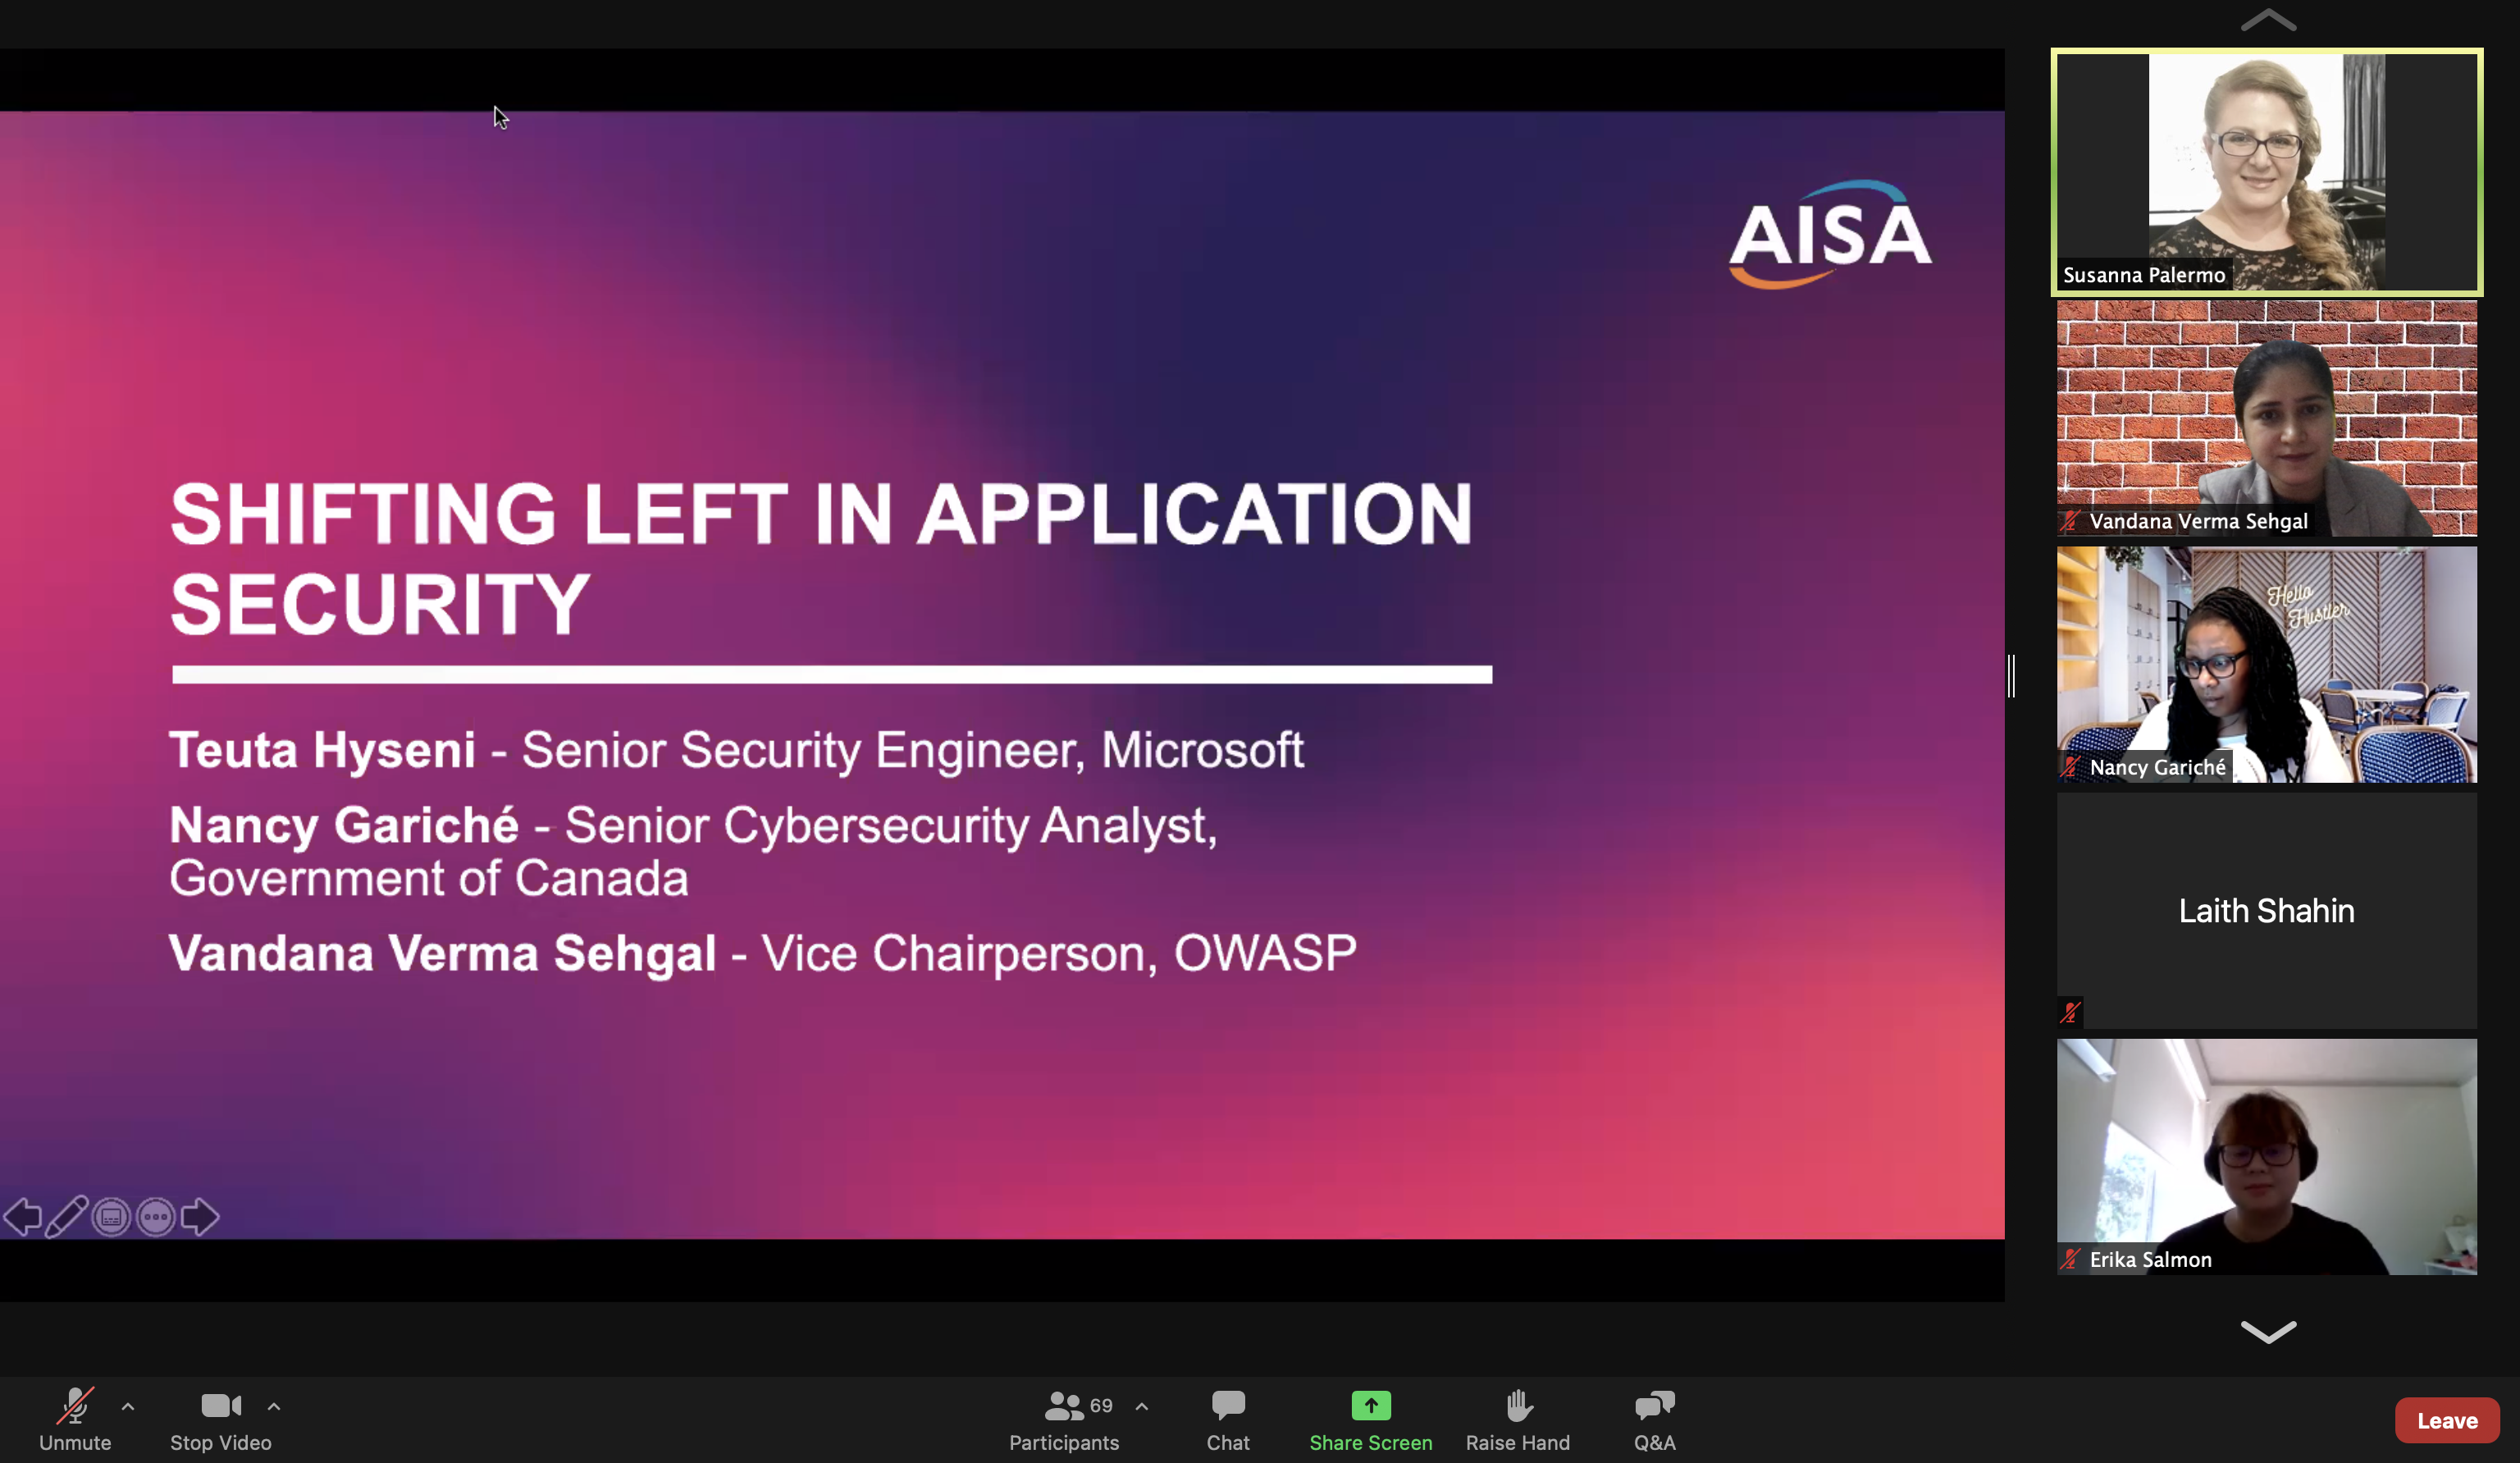 AISA
SHIFTING LEFT IN APPLICATION
SECURITY
Teuta Hyseni - Senior Security Engineer, Microsoft
Nancy Gariché - Senior Cybersecurity Analyst,
Government of Canada
Vandana Verma Sehgal - Vice Chairperson, OWASP
Susanna Palermo
Vandana Verma Sehgal
Hello
Hustler
Nancy Gariché
Laith Shahin
Erika Salmon
Unmute
Stop Video
69
Participants
Chat
Share Screen
Raise Hand
Q&A
Leave